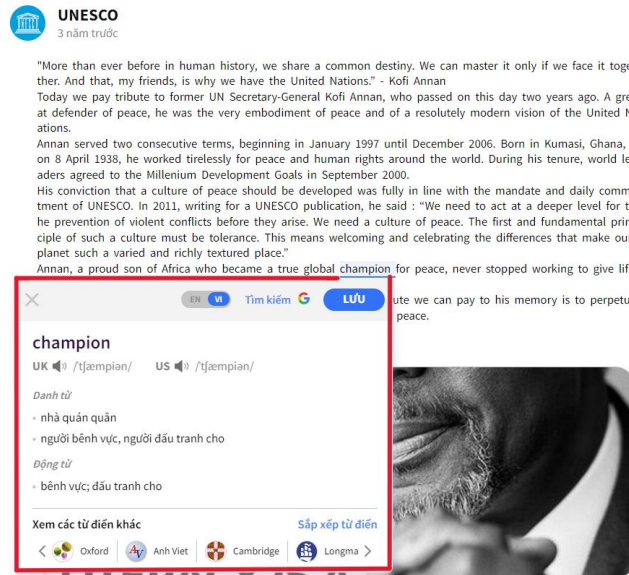 UNESCO
3 năm trước
"More than ever before in human history, we share a common destiny. We can master it only if we face it toge
ther. And that, my friends, is why we have the United Nations." - Kofi Annan
Today we pay tribute to former UN Secretary-General Kofi Annan, who passed on this day two years ago. A gre
at defender of peace, he was the very embodiment of peace and of a resolutely modern vision of the United N
ations.
Annan served two consecutive terms, beginning in January 1997 until December 2006. Born in Kumasi, Ghana,
on 8 April 1938, he worked tirelessly for peace and human rights around the world. During his tenure, world le
aders agreed to the Millenium Development Goals in September 2000.
His conviction that a culture of peace should be developed was fully in line with the mandate and daily comm
tment of UNESCO. In 2011, writing for a UNESCO publication, he said : “We need to act at a deeper level for t
he prevention of violent conflicts before they arise. We need a culture of peace. The first and fundamental prin
ciple of such a culture must be tolerance. This means welcoming and celebrating the differences that make our
planet such a varied and richly textured place.”
Annan, a proud son of Africa who became a true global champion for peace, never stopped working to give lif
EN VI Tìm kiếm G LƯU
ute we can pay to his memory is to perpetu
peace.
champion
UK /'tʃæmpiən/ US /'tʃæmpiən/
Danh từ
nhà quán quân
người bênh vực, người đấu tranh cho
Động từ
bênh vực; đấu tranh cho
Xem các từ điển khác Sắp xếp từ điển
Oxford AV Anh Viet Cambridge Longma